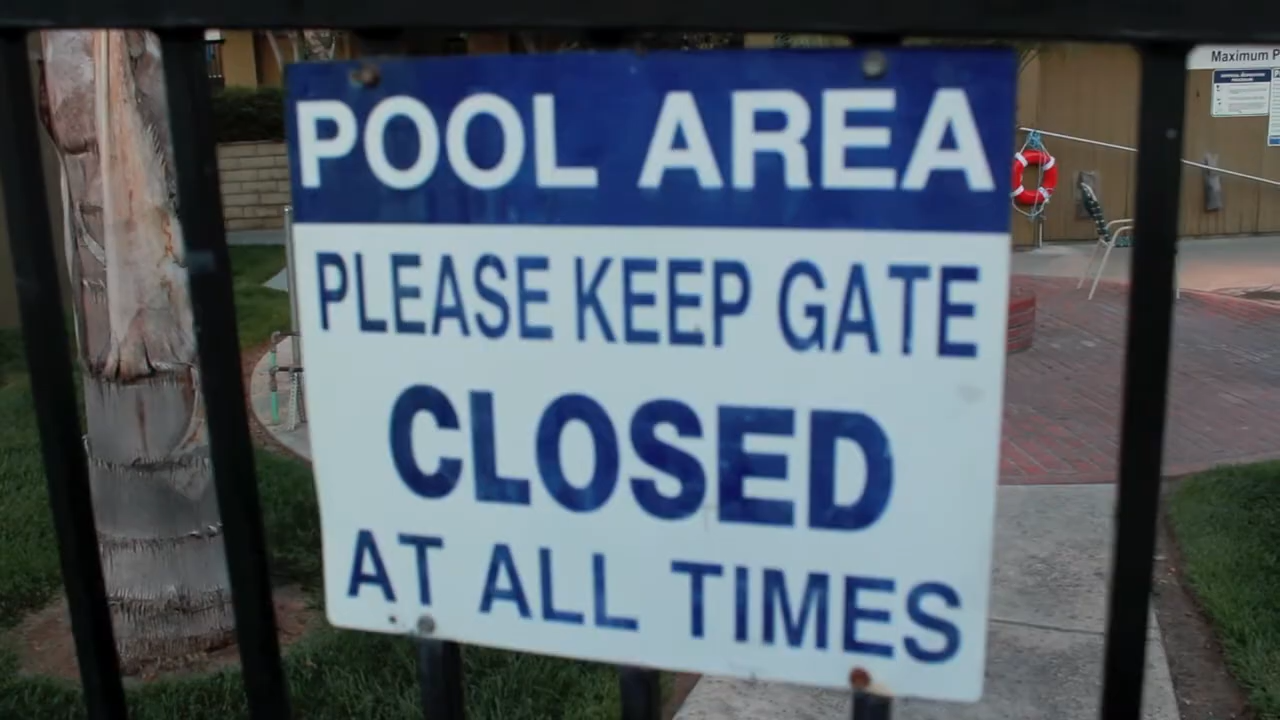 POOL AREA
PLEASE KEEP GATE
CLOSED
AT ALL TIMES
Maximum P